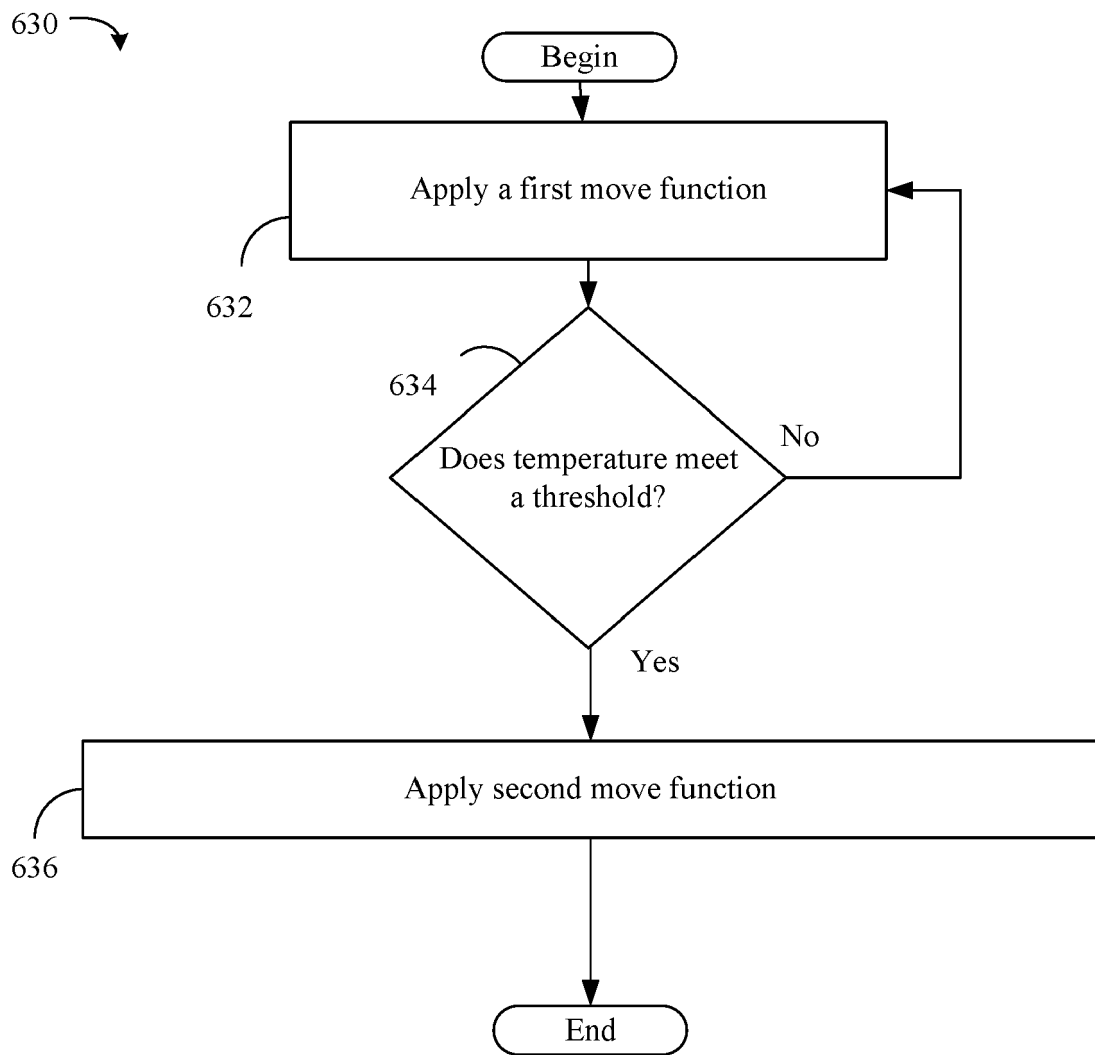 630
Begin
Apply a first move function
632
634
Does temperature meet
a threshold?
No
Yes
Apply second move function
636
End